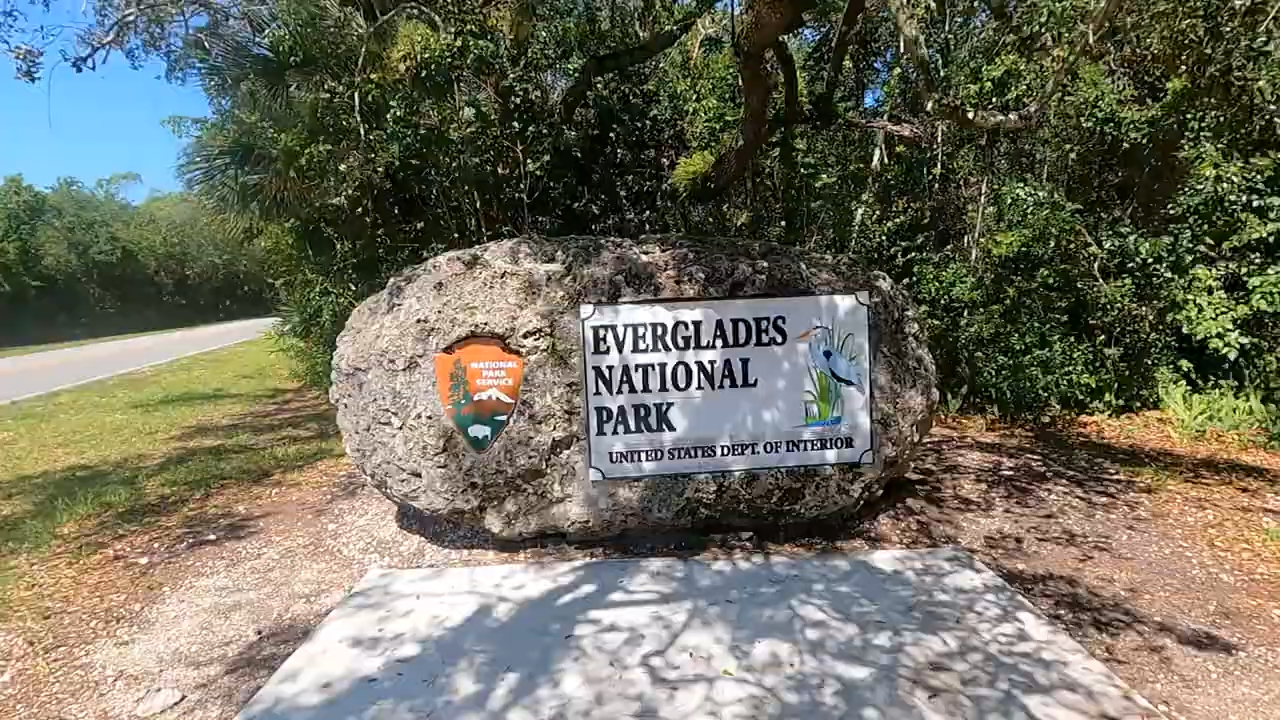 NATIONAL
PARK
SERVICE
EVERGLADES
NATIONAL
PARK
UNITED STATES DEPT. OF INTERIOR